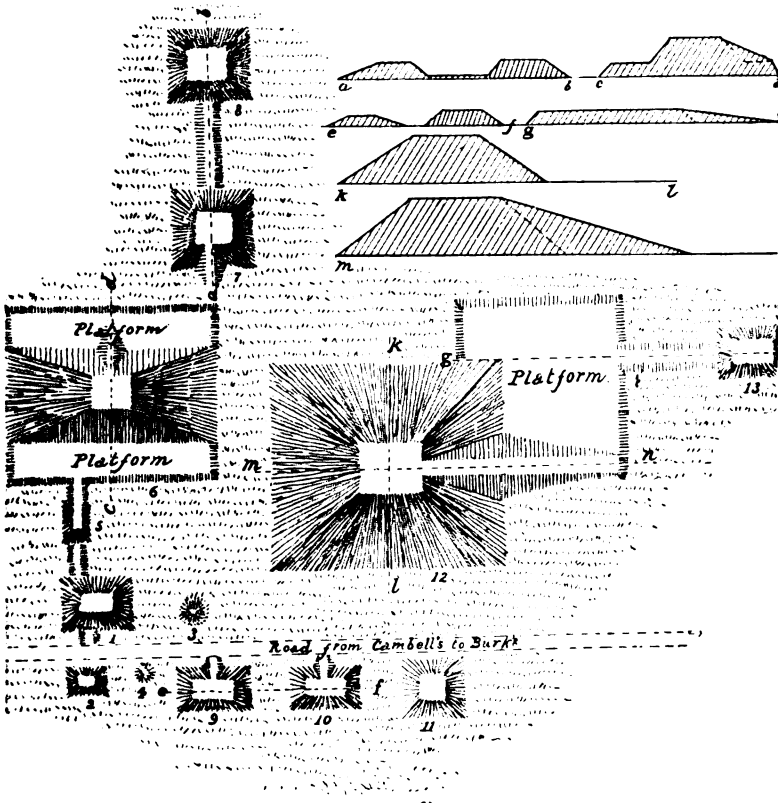 b
8
a b c d
e f g
k l
m
7
a
d
Platform
k
g Platform
13
Platform
m n
6
5
c
l 12
1 3
Road from Cambell's to Burk's
2 4 e 9 10 f 11